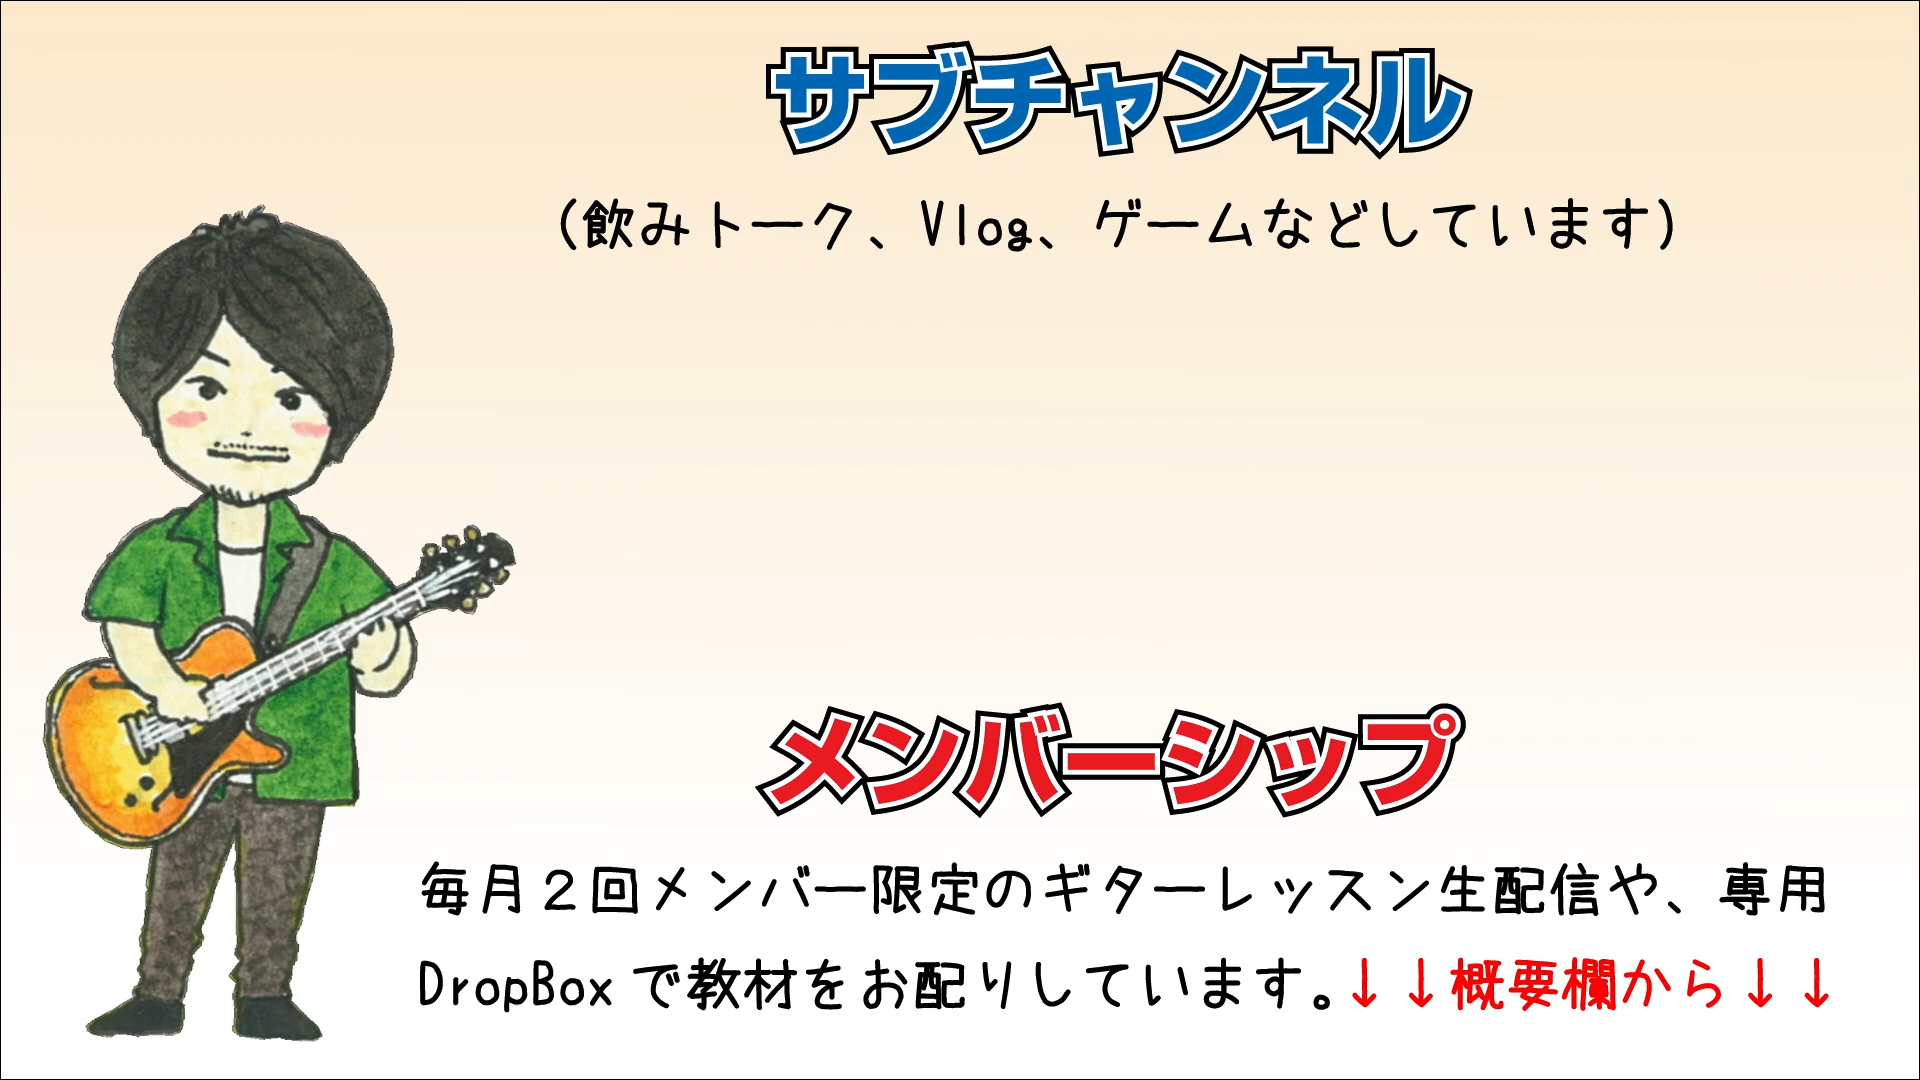 サブチャンネル
（飲みトーク、Vlog、ゲームなどしています）
メンバーシップ
毎月２回メンバー限定のギターレッスン生配信や、専用
DropBoxで教材をお配りしています。↓↓概要欄から↓↓